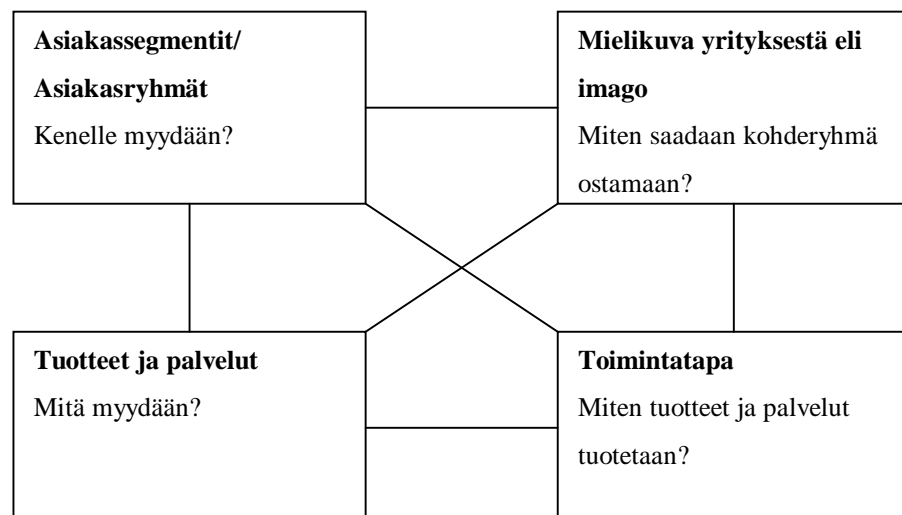 Asiakassegmentit/
Asiakasryhmät
Kenelle myydään?
Mielikuva yrityksestä eli
imago
Miten saadaan kohderyhmä
ostamaan?
Tuotteet ja palvelut
Mitä myydään?
Toimintatapa
Miten tuotteet ja palvelut
tuotetaan?